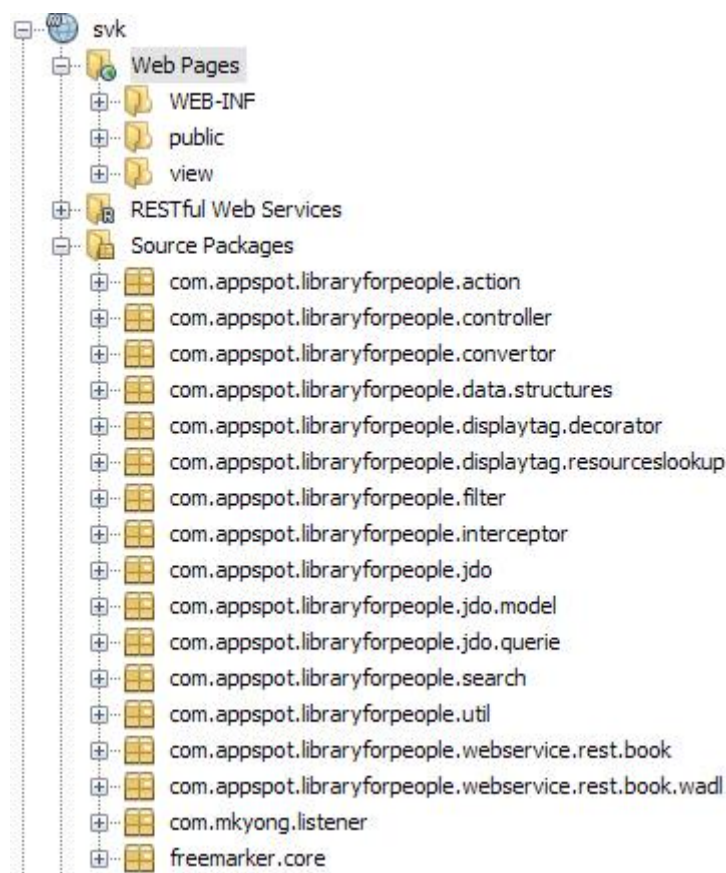 svk
Web Pages
WEB-INF
public
view
RESTful Web Services
Source Packages
com.appspot.libraryforpeople.action
com.appspot.libraryforpeople.controller
com.appspot.libraryforpeople.convertor
com.appspot.libraryforpeople.data.structures
com.appspot.libraryforpeople.displaytag.decorator
com.appspot.libraryforpeople.displaytag.resourceslookup
com.appspot.libraryforpeople.filter
com.appspot.libraryforpeople.interceptor
com.appspot.libraryforpeople.jdo
com.appspot.libraryforpeople.jdo.model
com.appspot.libraryforpeople.jdo.querie
com.appspot.libraryforpeople.search
com.appspot.libraryforpeople.util
com.appspot.libraryforpeople.webservice.rest.book
com.appspot.libraryforpeople.webservice.rest.book.wadl
com.mkyong.listener
freemarker.core